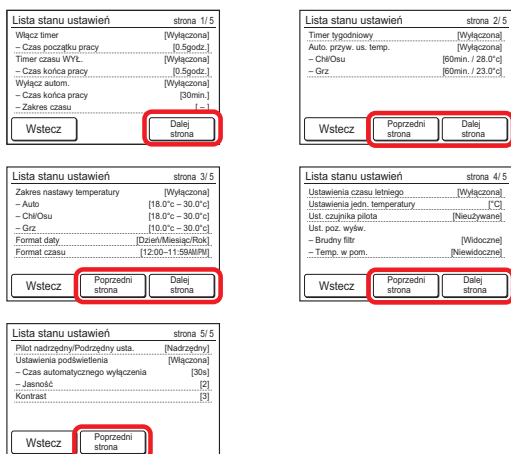 Lista stanu ustawień strona 1/ 5
Włącz timer [Wyłączona]
– Czas początku pracy [0.5godz.]
Timer czasu WYŁ. [Wyłączona]
– Czas końca pracy [0.5godz.]
Wyłącz autom. [Wyłączona]
– Czas końca pracy [30min.]
– Zakres czasu [ – ]
Wstecz
Dalej
strona
Lista stanu ustawień strona 2/ 5
Timer tygodniowy [Wyłączona]
Auto. przyw. us. temp. [Wyłączona]
– Chł/Osu [60min. / 28.0°c]
– Grz [60min. / 23.0°c]
Wstecz
Poprzedni
strona
Dalej
strona
Lista stanu ustawień strona 3/ 5
Zakres nastawy temperatury [Wyłączona]
– Auto [18.0°c – 30.0°c]
– Chł/Osu [18.0°c – 30.0°c]
– Grz [10.0°c – 30.0°c]
Format daty [Dzień/Miesiąc/Rok]
Format czasu [12:00–11:59AM/PM]
Wstecz
Poprzedni
strona
Dalej
strona
Lista stanu ustawień strona 4/ 5
Ustawienia czasu letniego [Wyłączona]
Ustawienia jedn. temperatury [°C]
Ust. czujnika pilota [Nieużywane]
Ust. poz. wyśw.
– Brudny filtr [Widoczne]
– Temp. w pom. [Niewidoczne]
Wstecz
Poprzedni
strona
Dalej
strona
Lista stanu ustawień strona 5/ 5
Pilot nadrzędny/Podrzędny usta. [Nadrzędny]
Ustawienia podświetlenia [Włączona]
– Czas automatycznego wyłączenia [30s]
– Jasność [2]
Kontrast [3]
Wstecz
Poprzedni
strona